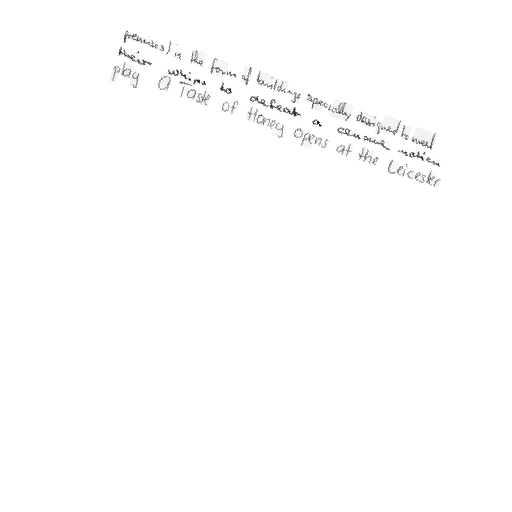 premises) in the form of buildings specially designed to meet
their whims to defeat a censure motion
play a Taste of Honey opens at the Leicester